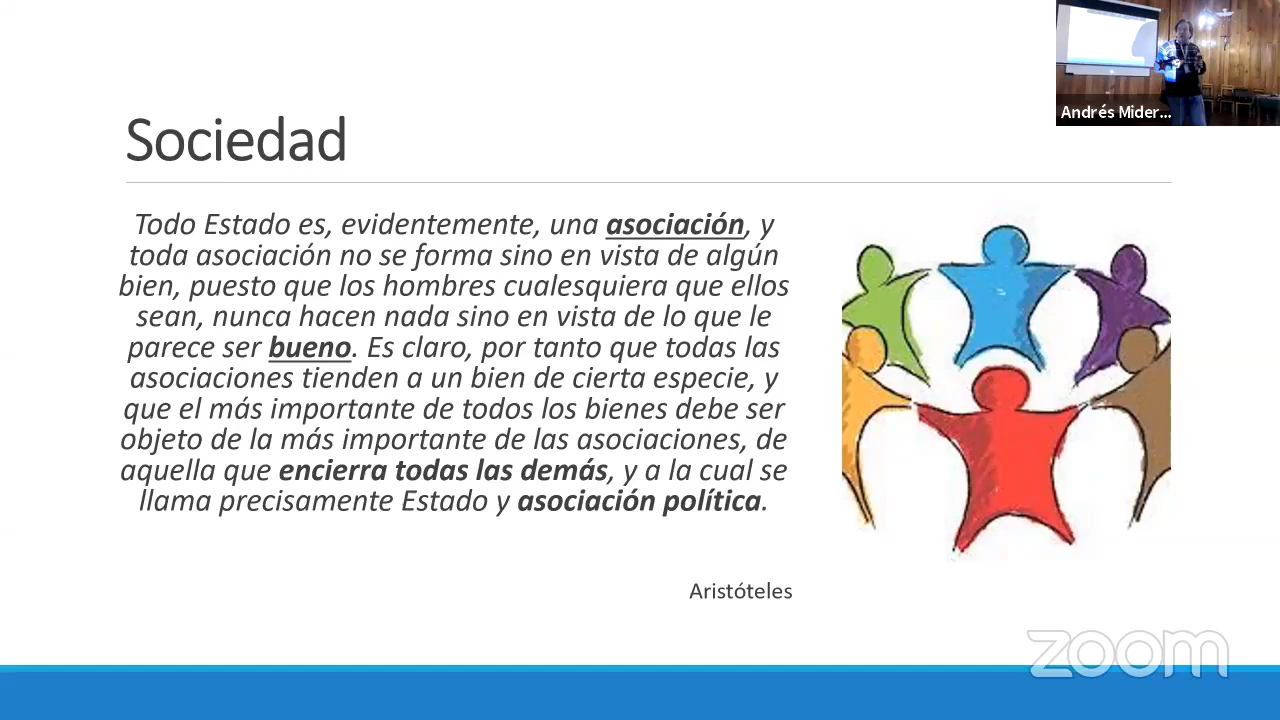 Andrés Mider...
Sociedad
Todo Estado es, evidentemente, una asociación, y
toda asociación no se forma sino en vista de algún
bien, puesto que los hombres cualesquiera que ellos
sean, nunca hacen nada sino en vista de lo que le
parece ser bueno. Es claro, por tanto que todas las
asociaciones tienden a un bien de cierta especie, y
que el más importante de todos los bienes debe ser
objeto de la más importante de las asociaciones, de
aquella que encierra todas las demás, y a la cual se
llama precisamente Estado y asociación política.
Aristóteles
zoom